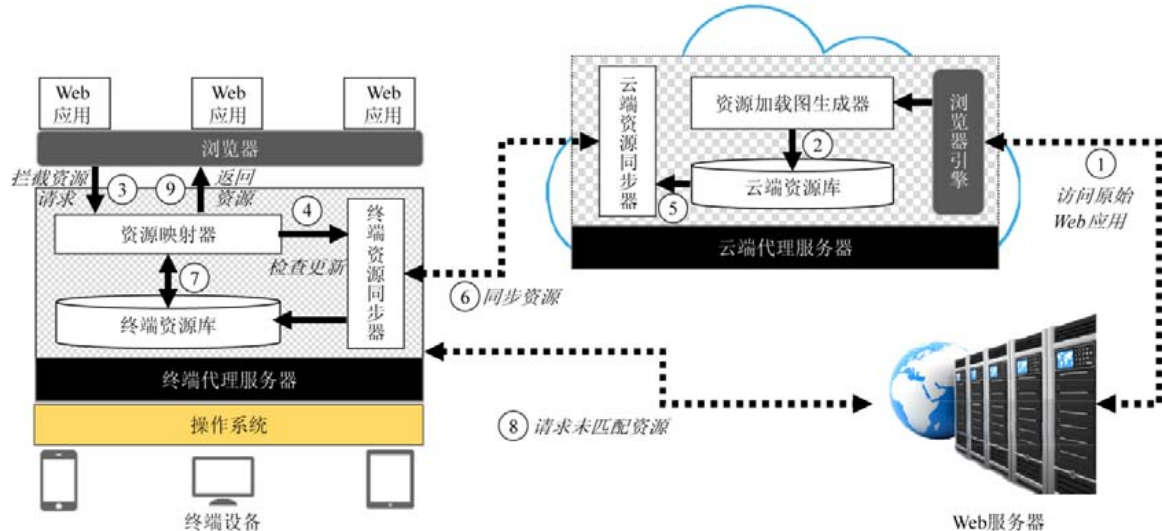 Web
应用
Web
应用
Web
应用
浏览器
拦截资源
请求
③
⑨
返回
资源
④
资源映射器
检查更新
⑦
终端资源库
终端资源同步器
终端代理服务器
操作系统
终端设备
云端资源同步器
资源加载图生成器
②
云端资源库
⑤
浏览器引擎
云端代理服务器
①
访问原始
Web应用
⑥ 同步资源
⑧ 请求未匹配资源
Web服务器